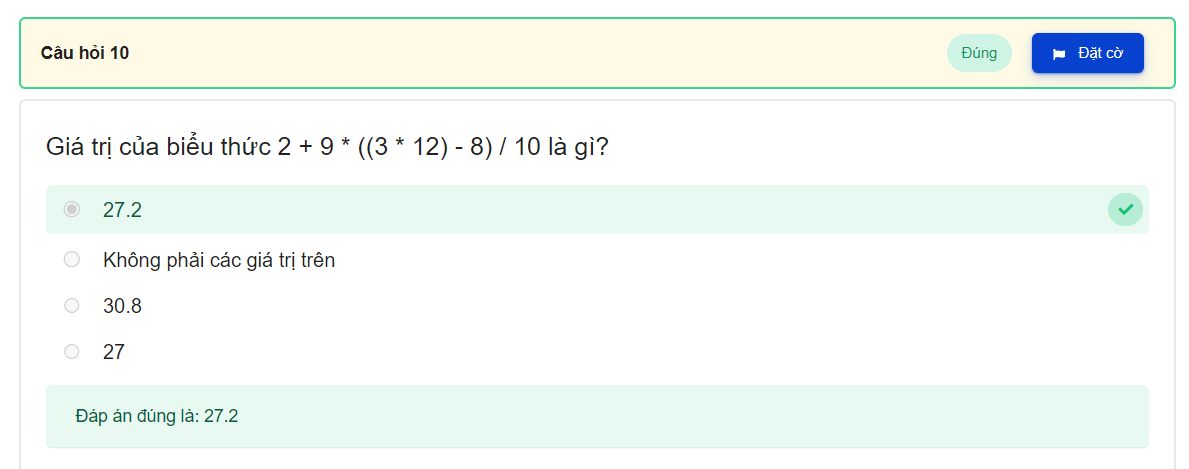 Câu hỏi 10
Đúng
Đặt cờ
Giá trị của biểu thức 2 + 9 * ((3 * 12) - 8) / 10 là gì?
27.2
Không phải các giá trị trên
30.8
27
Đáp án đúng là: 27.2